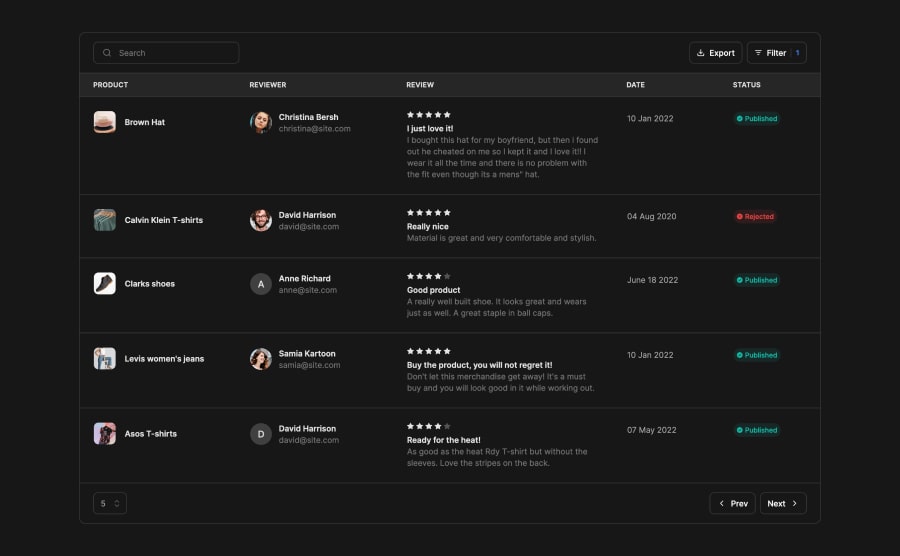 Search
Export
Filter 1
PRODUCT REVIEWER REVIEW DATE STATUS
Brown Hat
Christina Bersh
christina@site.com
I just love it!
I bought this hat for my boyfriend, but then i found
out he cheated on me so I kept it and I love it!! I
wear it all the time and there is no problem with
the fit even though its a mens" hat.
10 Jan 2022
Published
Calvin Klein T-shirts
David Harrison
david@site.com
Really nice
Material is great and very comfortable and stylish.
04 Aug 2020
Rejected
Clarks shoes
A
Anne Richard
anne@site.com
Good product
A really well built shoe. It looks great and wears
just as well. A great staple in ball caps.
June 18 2022
Published
Levis women's jeans
Samia Kartoon
samia@site.com
Buy the product, you will not regret it!
Don't let this merchandise get away! It's a must
buy and you will look good in it while working out.
10 Jan 2022
Published
Asos T-shirts
D
David Harrison
david@site.com
Ready for the heat!
As good as the heat Rdy T-shirt but without the
sleeves. Love the stripes on the back.
07 May 2022
Published
5
Prev
Next